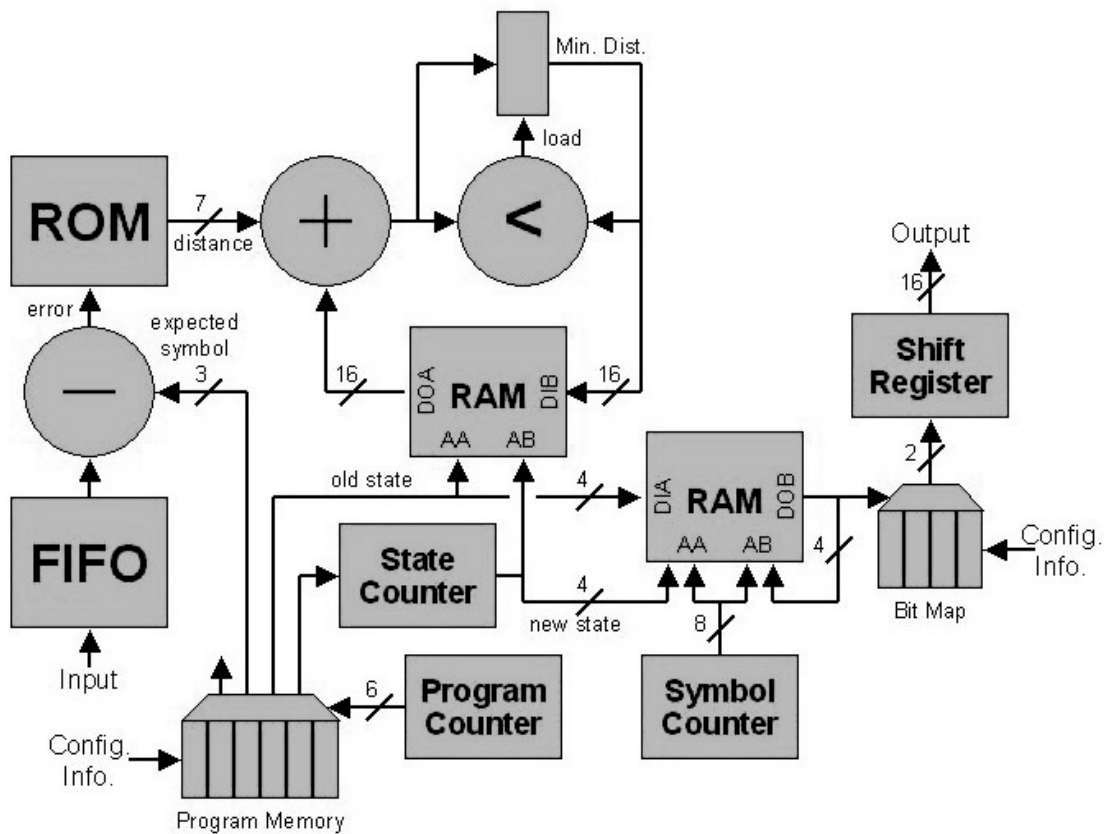 Min. Dist.
load
ROM
7
distance
+
<
Output
16
error
expected
symbol
3
−
16
DOA
RAM
DIB
16
AA
AB
Shift
Register
2
old state
4
DIA
RAM
DOB
AA
AB
4
FIFO
State
Counter
4
new state
8
Config.
Info.
Bit Map
Input
6
Program
Counter
Symbol
Counter
Config.
Info.
Program Memory